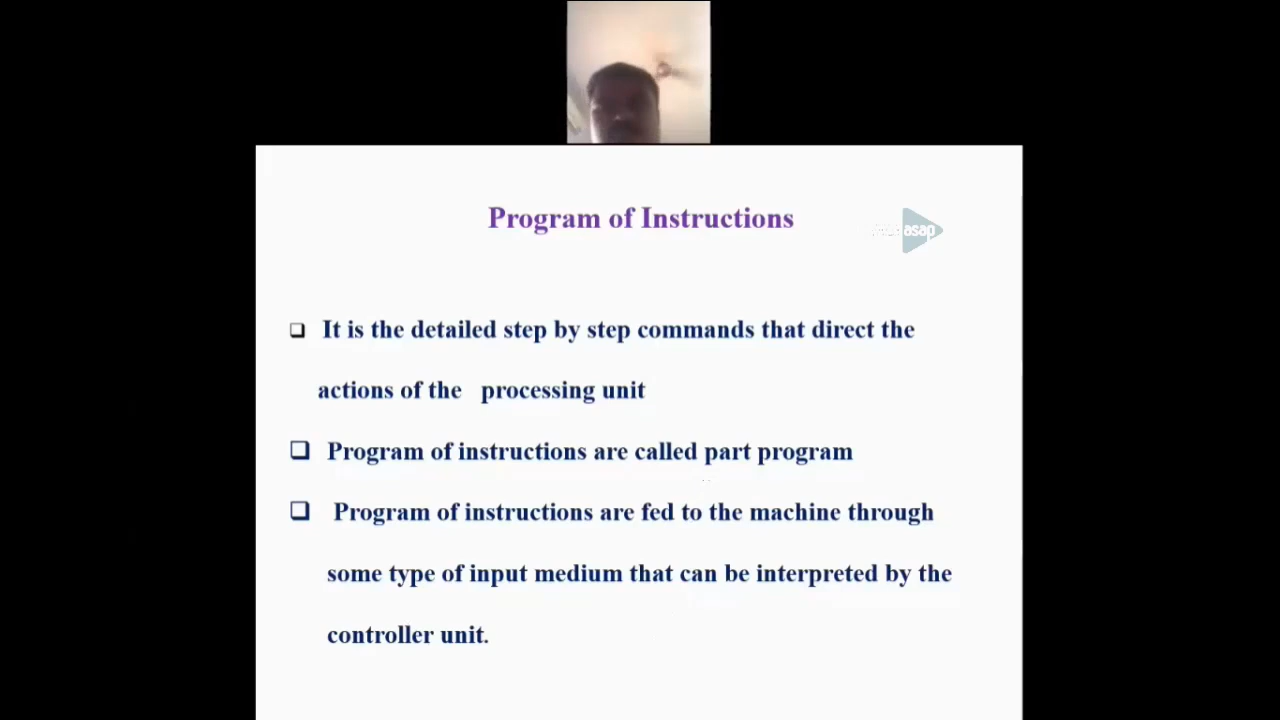 Program of Instructions
asap
It is the detailed step by step commands that direct the
actions of the processing unit
Program of instructions are called part program
Program of instructions are fed to the machine through
some type of input medium that can be interpreted by the
controller unit.